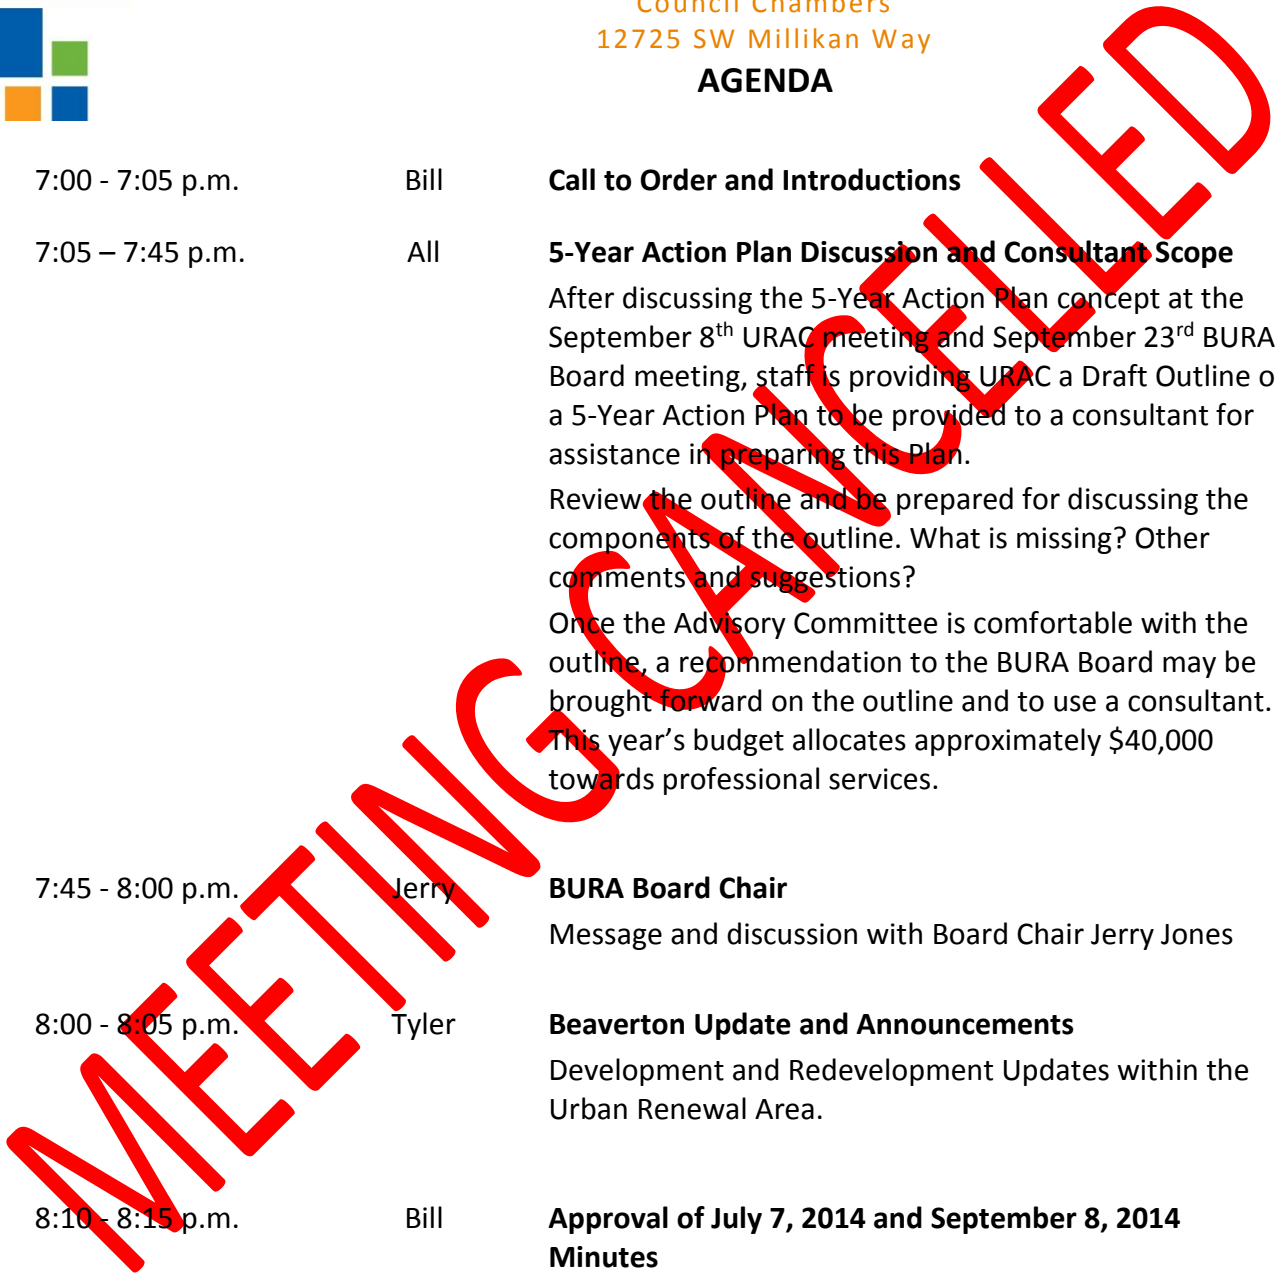 Council Chambers
12725 SW Millikan Way
AGENDA
7:00 - 7:05 p.m. Bill Call to Order and Introductions
7:05 – 7:45 p.m. All 5-Year Action Plan Discussion and Consultant Scope
After discussing the 5-Year Action Plan concept at the
September 8th URAC meeting and September 23rd BURA
Board meeting, staff is providing URAC a Draft Outline o
a 5-Year Action Plan to be provided to a consultant for
assistance in preparing this Plan.
Review the outline and be prepared for discussing the
components of the outline. What is missing? Other
comments and suggestions?
Once the Advisory Committee is comfortable with the
outline, a recommendation to the BURA Board may be
brought forward on the outline and to use a consultant.
This year’s budget allocates approximately $40,000
towards professional services.
7:45 - 8:00 p.m. Jerry BURA Board Chair
Message and discussion with Board Chair Jerry Jones
8:00 - 8:05 p.m. Tyler Beaverton Update and Announcements
Development and Redevelopment Updates within the
Urban Renewal Area.
8:10 - 8:15 p.m. Bill Approval of July 7, 2014 and September 8, 2014
Minutes
MEETING CANCELLED